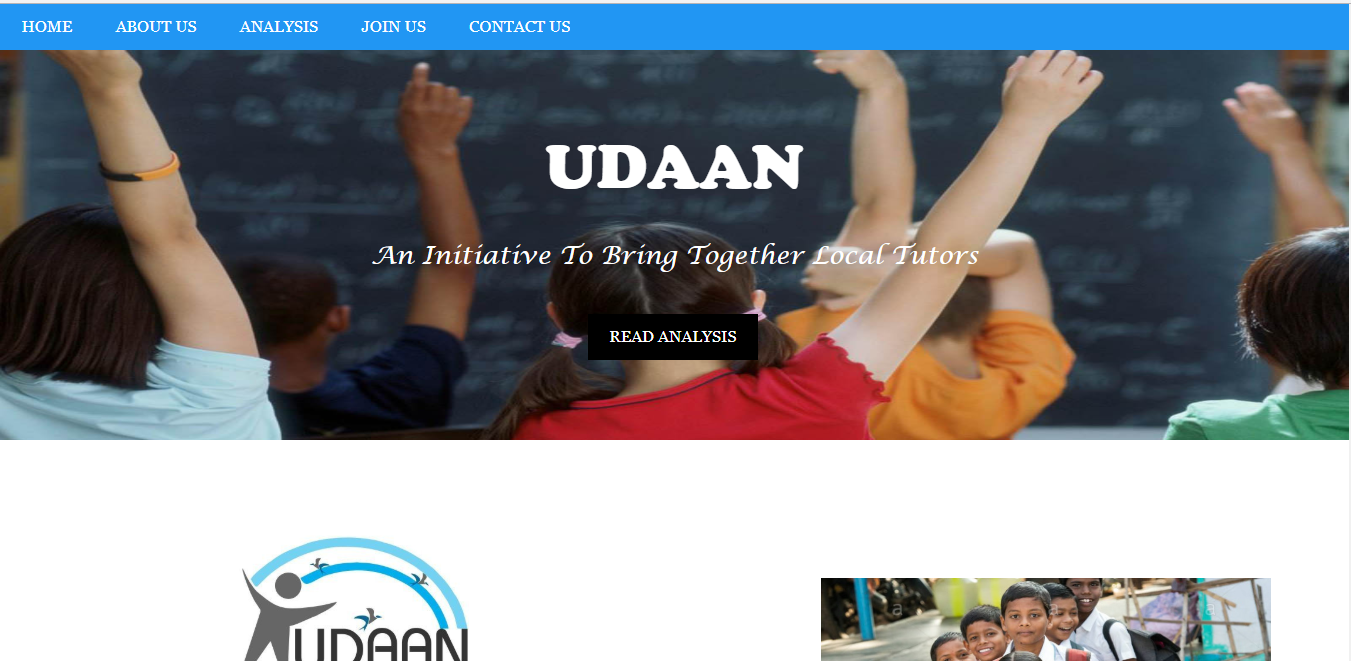 HOME ABOUT US ANALYSIS JOIN US CONTACT US
UDAAN
An Initiative To Bring Together Local Tutors
READ ANALYSIS
UDAAN
a a a